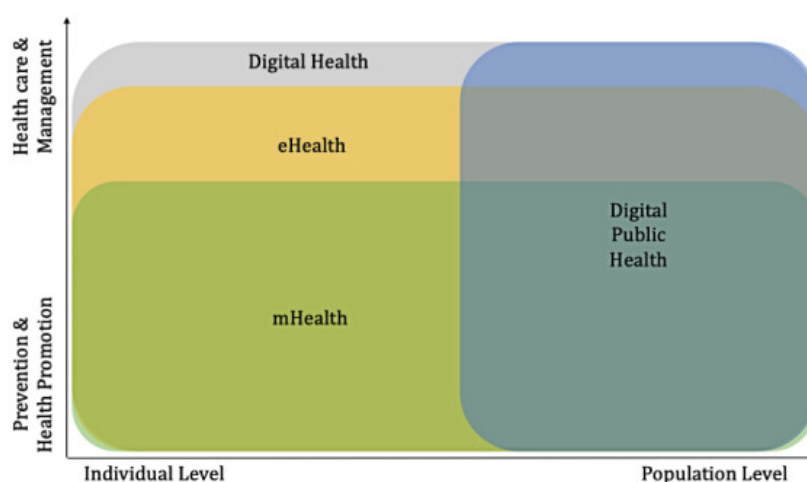 Health care &
Management
Digital Health
eHealth
Digital
Public
Health
mHealth
Prevention &
Health Promotion
Individual Level
Population Level